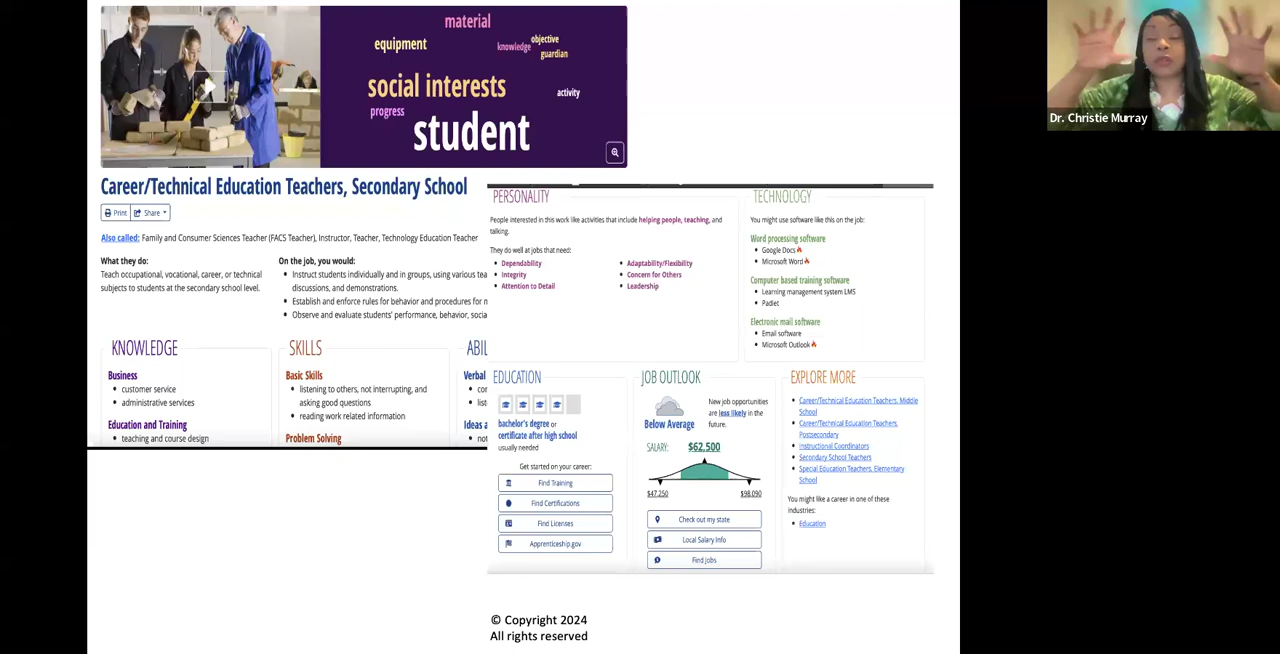 material
equipment
knowledge
objective
guardian
social interests
activity
progress
student
Dr. Christie Murray
Career/Technical Education Teachers, Secondary School
Print
Share
Also called: Family and Consumer Sciences Teacher (FACS Teacher), Instructor, Teacher, Technology Education Teacher
What they do:
Teach occupational, vocational, career, or technical
subjects to students at the secondary school level.
On the job, you would:
• Instruct students individually and in groups, using various tea
discussions, and demonstrations.
• Establish and enforce rules for behavior and procedures for
• Observe and evaluate students' performance, behavior, socia
KNOWLEDGE
Business
• customer service
• administrative services
Education and Training
• teaching and course design
SKILLS
Basic Skills
• listening to others, not interrupting, and
asking good questions
• reading work related information
Problem Solving
ABIL
Verbal
• con
• liste
Ideas a
• not
PERSONALITY
People interested in this work like activities that include helping people, teaching, and
talking.
They do well at jobs that need:
• Dependability
• Integrity
• Attention to Detail
• Adaptability/Flexibility
• Concern for Others
• Leadership
TECHNOLOGY
You might use software like this on the job:
Word processing software
• Google Docs
• Microsoft Word
Computer based training software
• Learning management system LMS
• Padlet
Electronic mail software
• Email software
• Microsoft Outlook
EDUCATION
bachelor's degree or
certificate after high school
usually needed
Get started on your career:
Find Training
Find Certifications
Find Licenses
Apprenticeship.gov
JOB OUTLOOK
Below Average
New job opportunities
are less likely in the
future.
SALARY: $62,500
$47,250
$98,090
Check out my state
Local Salary Info
Find Jobs
EXPLORE MORE
• Career/Technical Education Teachers, Middle
School
• Career/Technical Education Teachers,
Postsecondary
• Instructional Coordinators
• Secondary School Teachers
• Special Education Teachers, Elementary
School
You might like a career in one of these
industries:
• Education
© Copyright 2024
All rights reserved